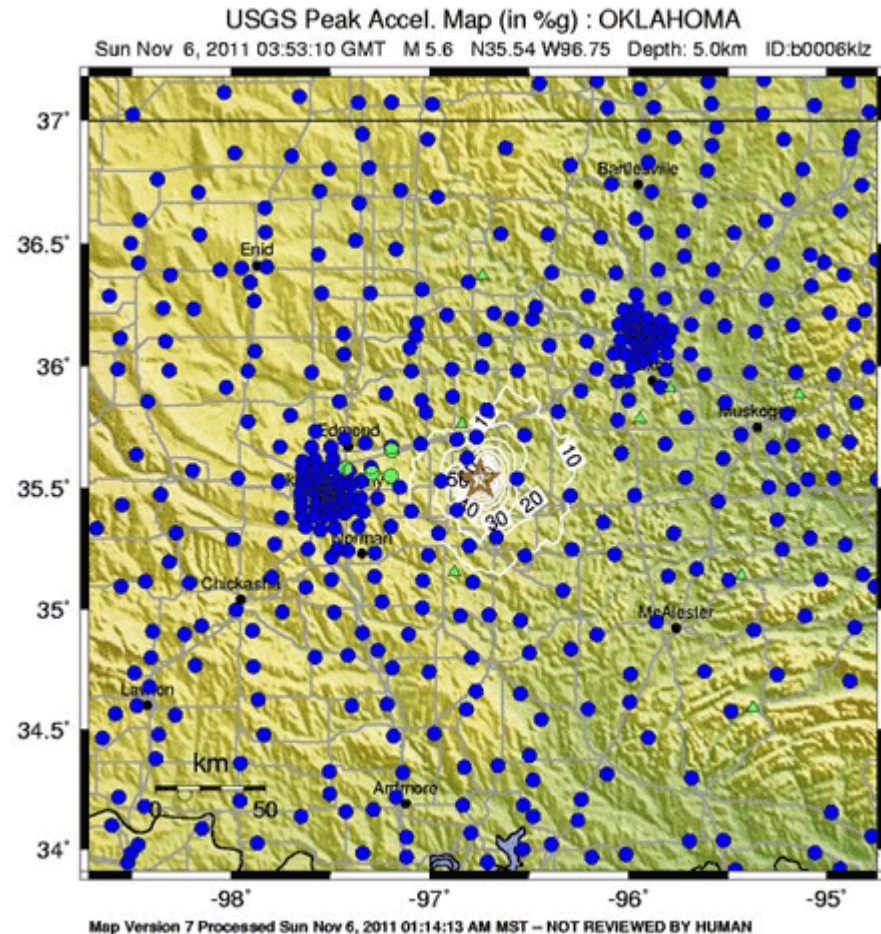 USGS Peak Accel. Map (in %g) : OKLAHOMA
Sun Nov 6, 2011 03:53:10 GMT M 5.6 N35.54 W96.75 Depth: 5.0km ID:b0006klz
37°
Bartlesville
36.5°
Enid
36°
Muskogee
Edmond
10
10
35.5°
50
40
30
20
Norman
Chickasha
35°
McAlester
Lawton
34.5°
km
0 50
Ardmore
34°
-98° -97° -96° -95°
Map Version 7 Processed Sun Nov 6, 2011 01:14:13 AM MST -- NOT REVIEWED BY HUMAN